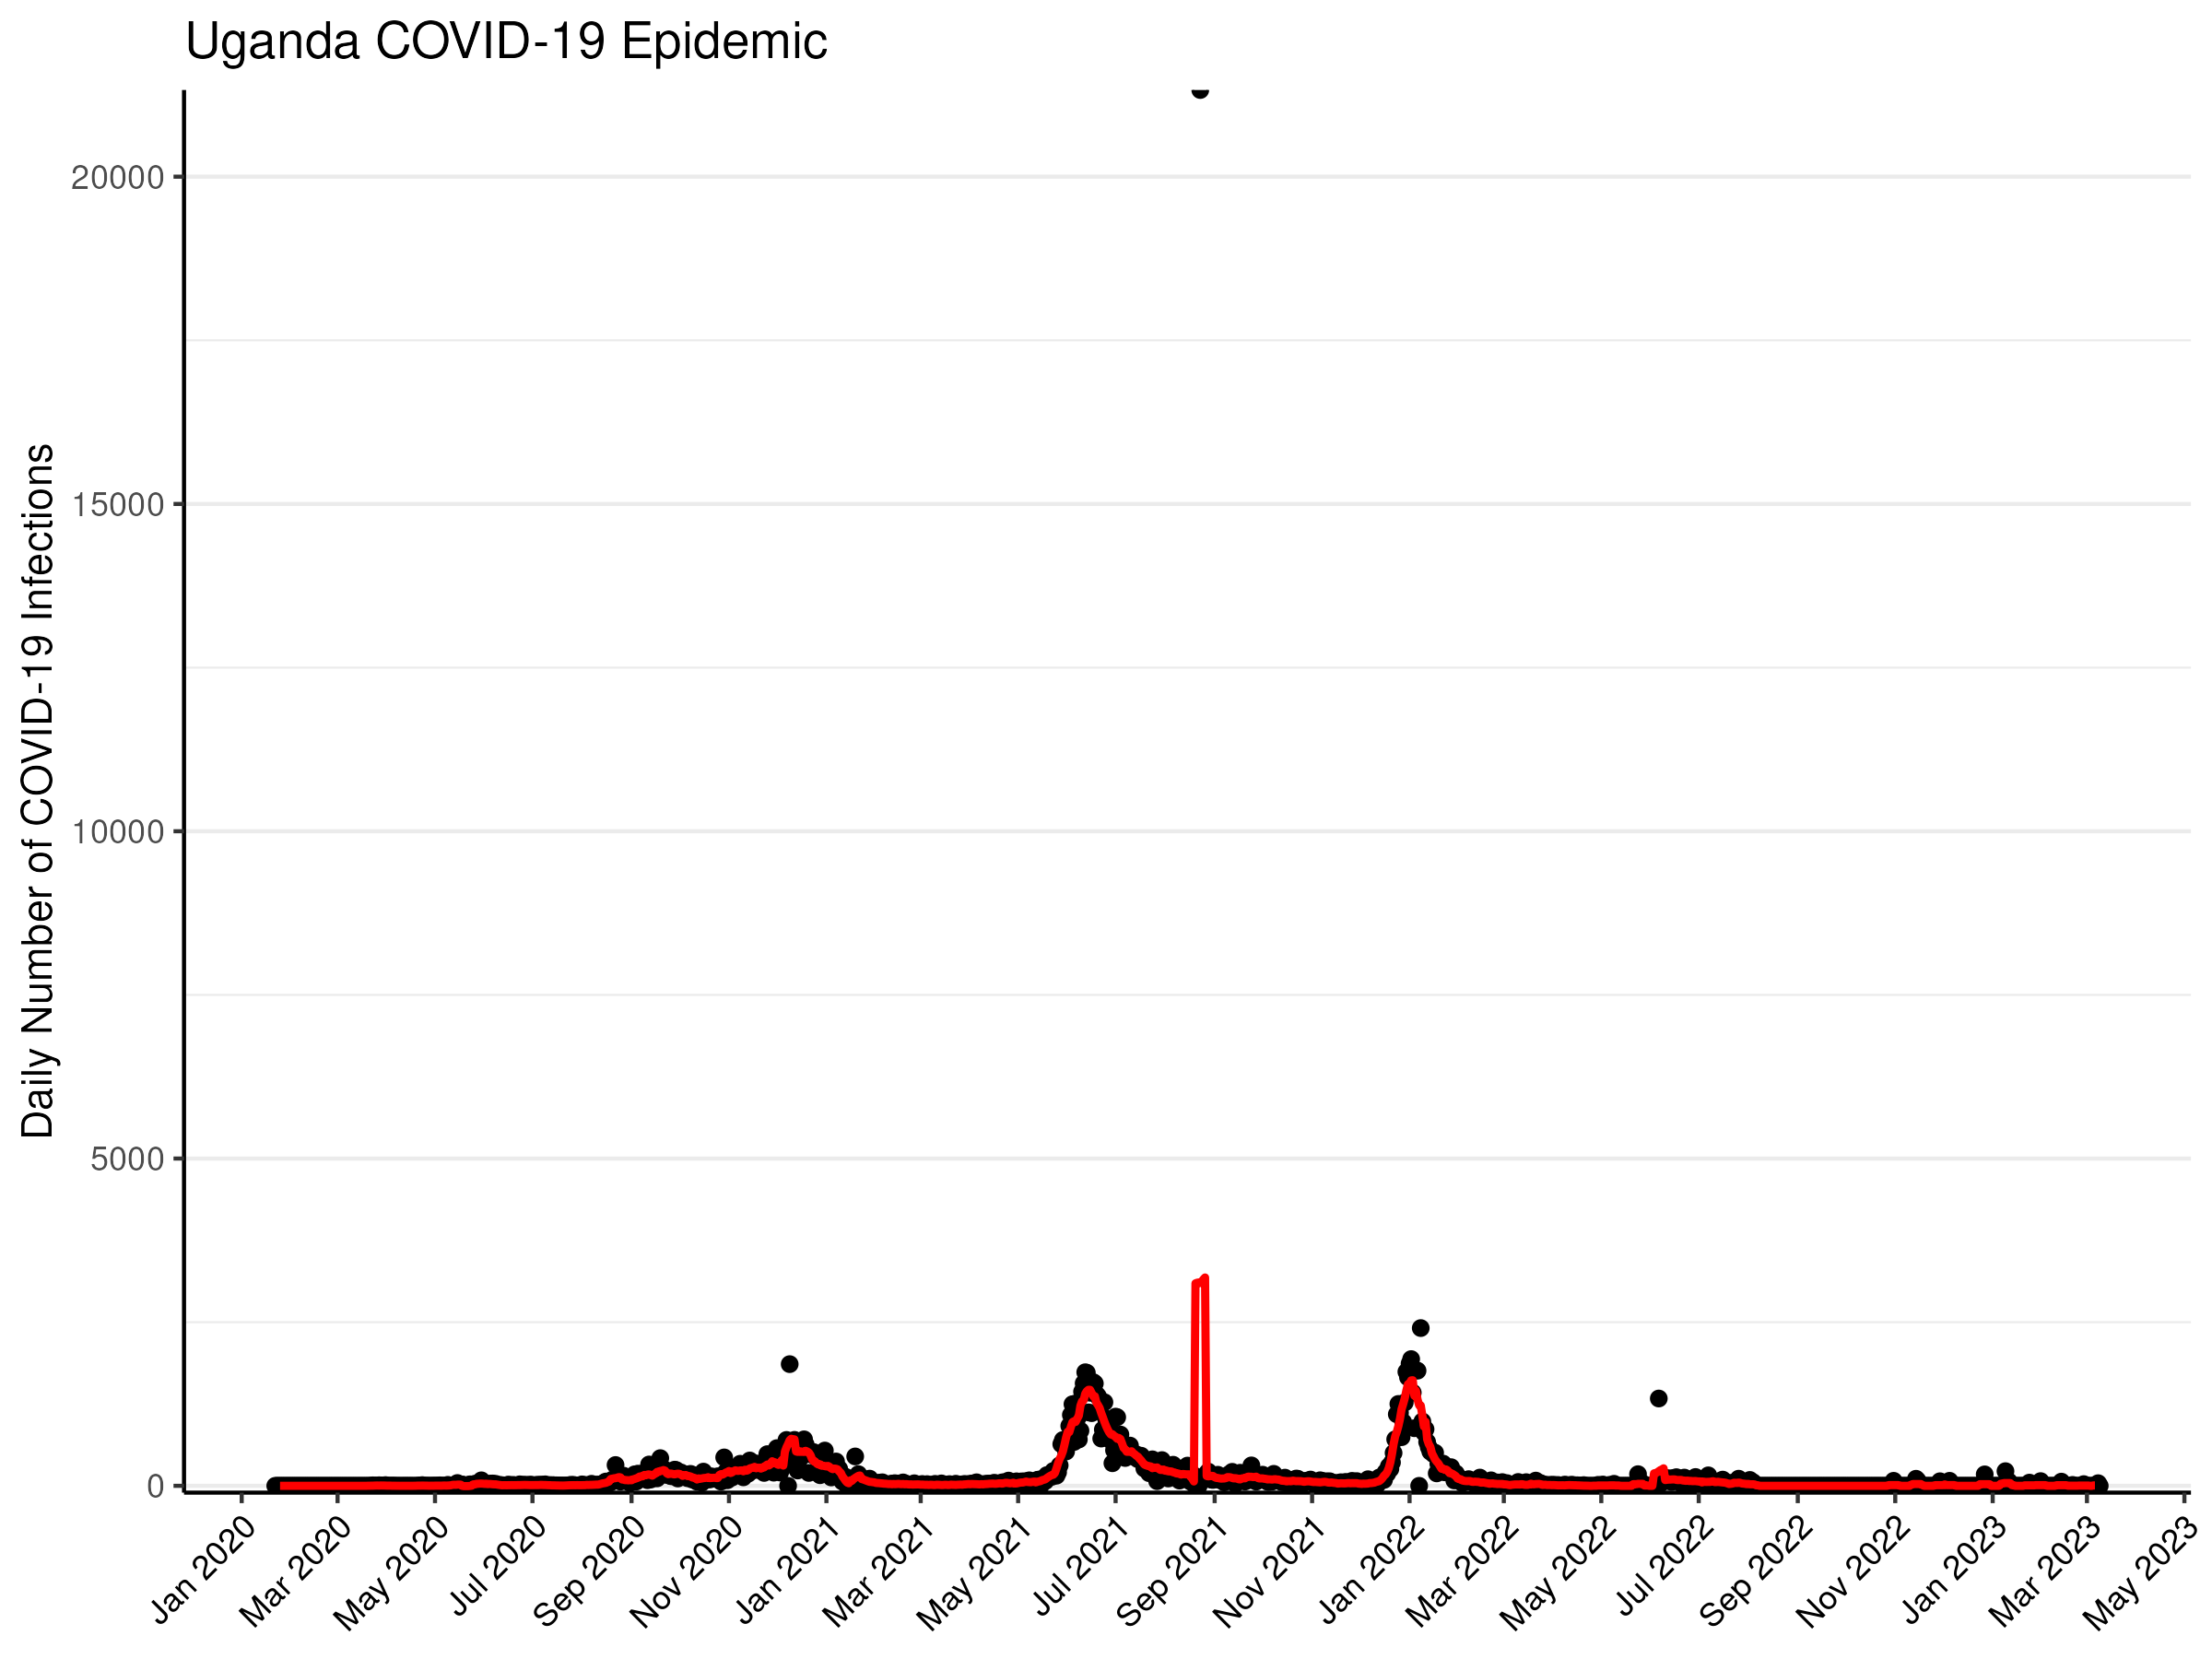 Uganda COVID-19 Epidemic
Daily Number of COVID-19 Infections
20000
15000
10000
5000
0
Jan 2020
Mar 2020
May 2020
Jul 2020
Sep 2020
Nov 2020
Jan 2021
Mar 2021
May 2021
Jul 2021
Sep 2021
Nov 2021
Jan 2022
Mar 2022
May 2022
Jul 2022
Sep 2022
Nov 2022
Jan 2023
Mar 2023
May 2023